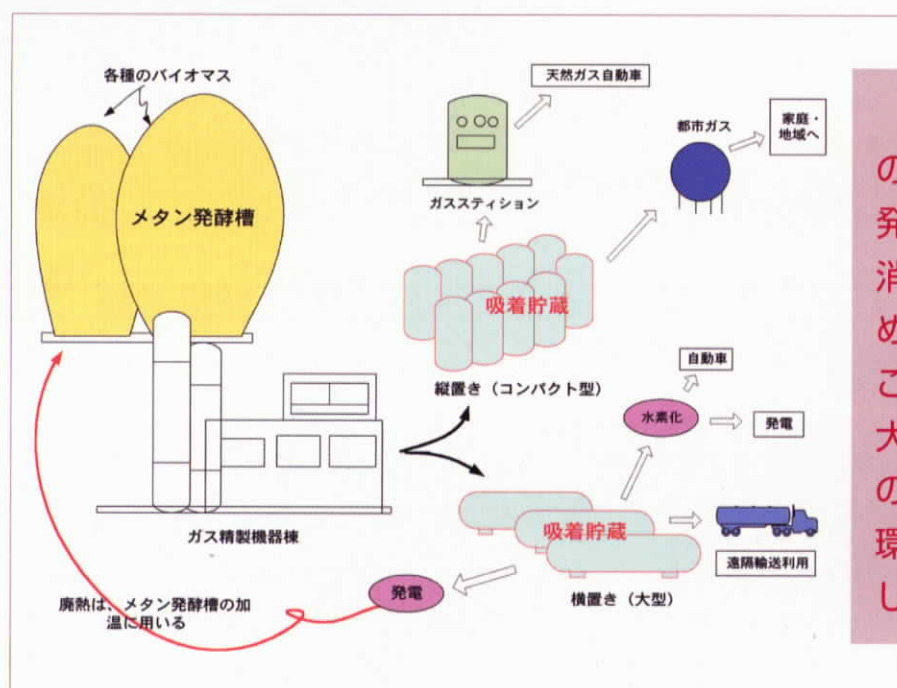 各種のバイオマス
メタン発酵槽
ガス精製機器棟
廃熱は、メタン発酵槽の加
温に用いる
天然ガス自動車
ガススティション
都市ガス
家庭・
地域へ
吸着貯蔵
縦置き（コンパクト型）
自動車
水素化
発電
吸着貯蔵
遠隔輸送利用
横置き（大型）
発電
の
発
消
め
こ
大
の
環
し